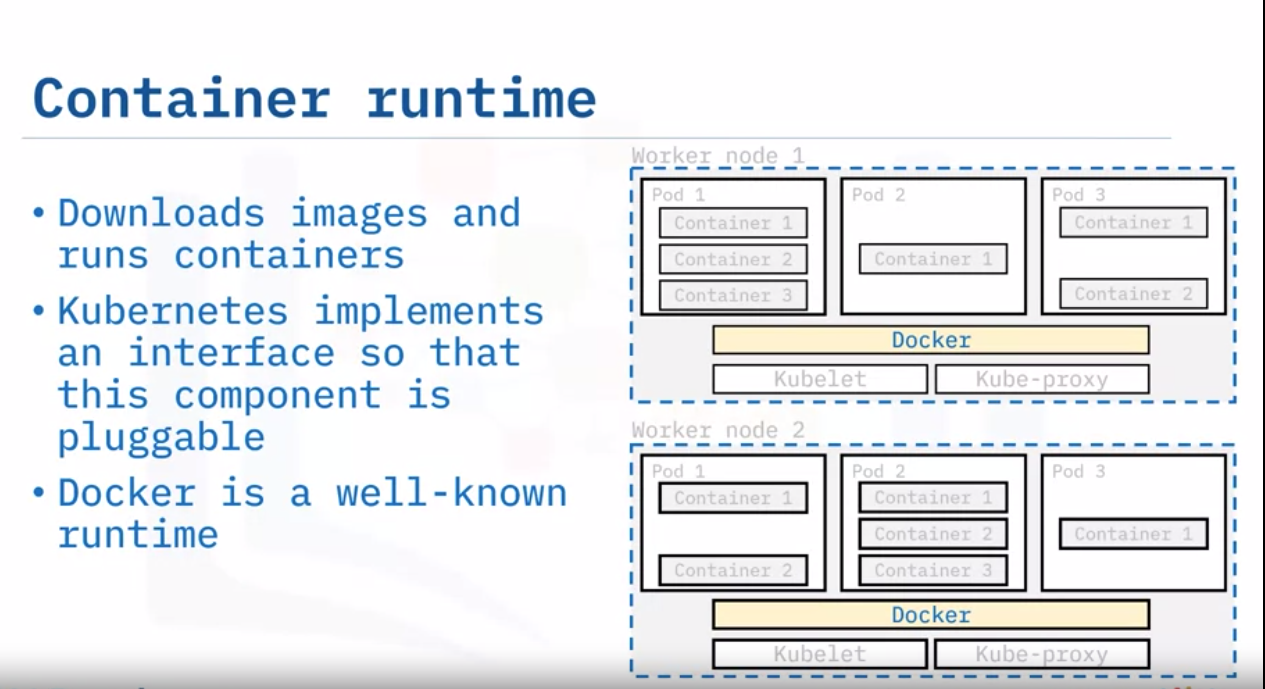 Container runtime
• Downloads images and
runs containers
• Kubernetes implements
an interface so that
this component is
pluggable
• Docker is a well-known
runtime
Worker node 1
Pod 1
Container 1
Container 2
Container 3
Pod 2
Container 1
Pod 3
Container 1
Container 2
Docker
Kubelet
Kube-proxy
Worker node 2
Pod 1
Container 1
Container 2
Pod 2
Container 1
Container 2
Container 3
Pod 3
Container 1
Docker
Kubelet
Kube-proxy